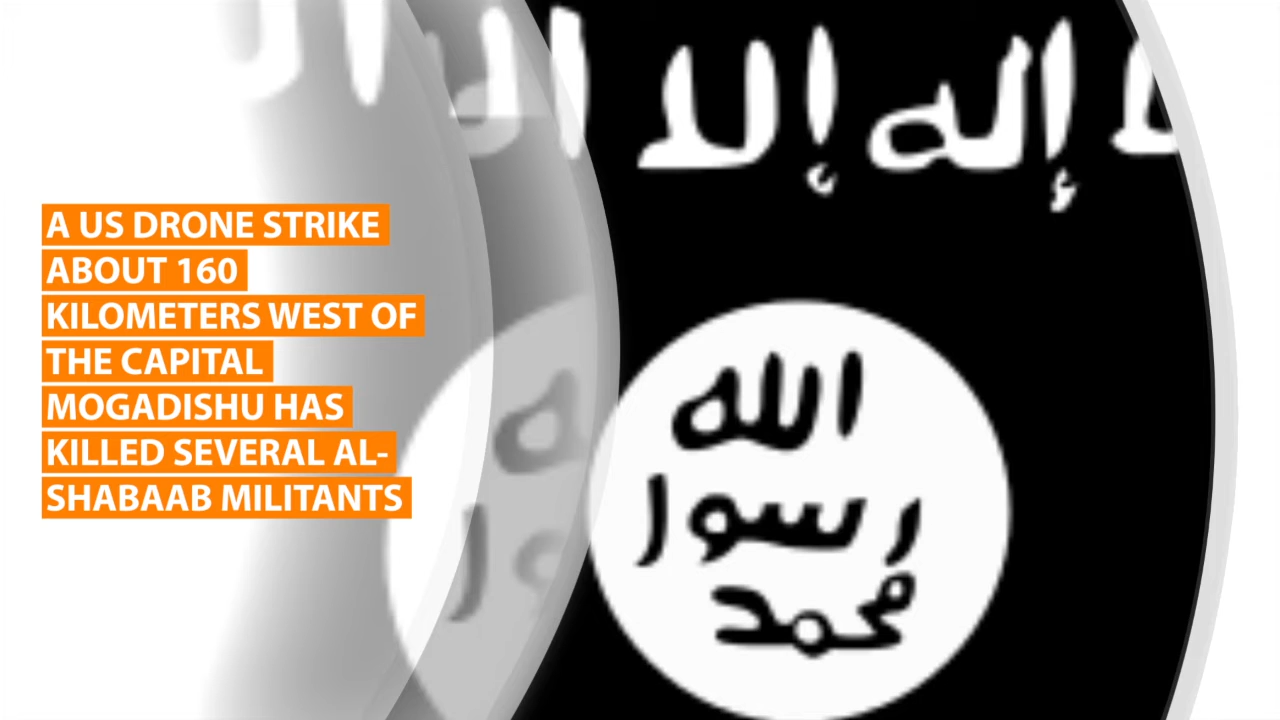 A US DRONE STRIKE
ABOUT 160
KILOMETERS WEST OF
THE CAPITAL
MOGADISHU HAS
KILLED SEVERAL AL-
SHABAAB MILITANTS
إله إلا
الله
رسول
محمد